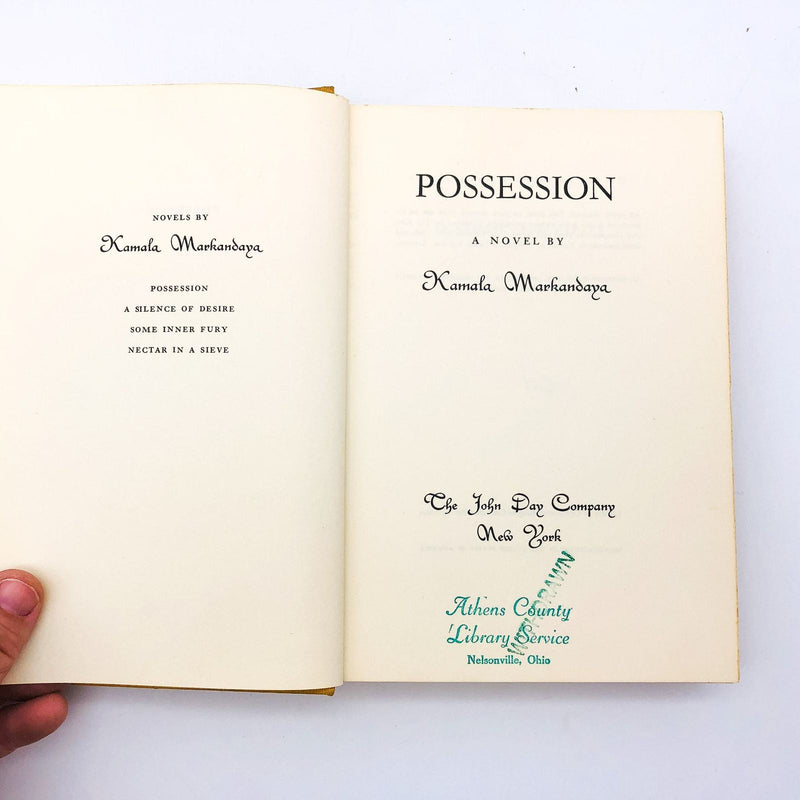 NOVELS BY
Kamala Markandaya
POSSESSION
A SILENCE OF DESIRE
SOME INNER FURY
NECTAR IN A SIEVE
POSSESSION
A NOVEL BY
Kamala Markandaya
The John Day Company
New York
WITHDRAWN
Athens County
Library Service
Nelsonville, Ohio